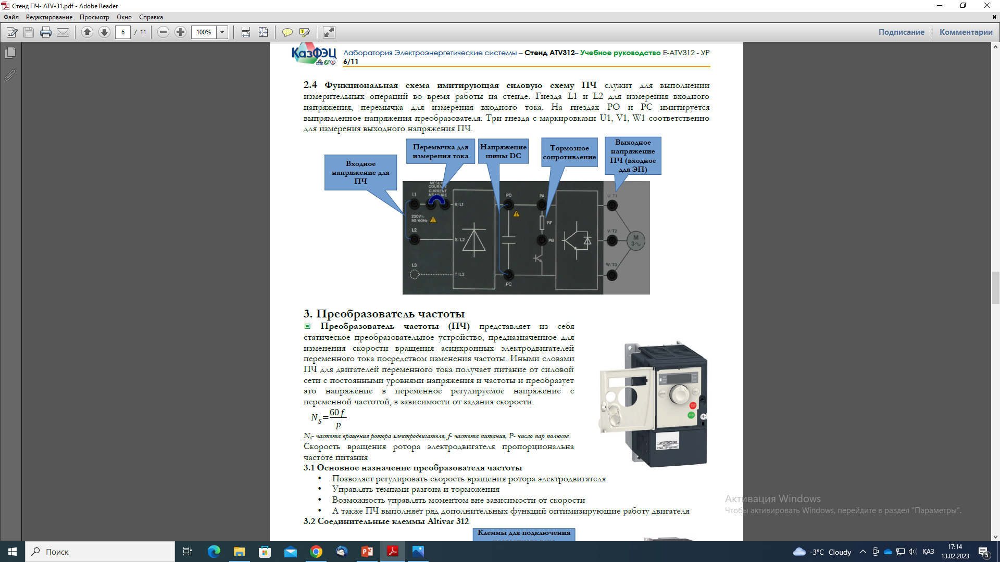 Стенд ПЧ- ATV-31.pdf - Adobe Reader
Файл Редактирование Просмотр Окно Справка
6 / 11 100% Подписание Комментарии
КазФЭЦ
Лаборатория Электроэнергетические системы – Стенд ATV312– Учебное руководство E-ATV312 - УР
6/11
2.4 Функциональная схема имитирующая силовую схему ПЧ служит для выполнении
измерительных операций во время работы на стенде. Гнезда L1 и L2 для измерения входного
напряжения, перемычка для измерения входного тока. На гнездах РО и РС имитируется
выпрямленное напряжения преобразователя. Три гнезда с маркировками U1, V1, W1 соответственно
для измерения выходного напряжения ПЧ.
Входное
напряжение для
ПЧ
Перемычка для
измерения тока
Напряжение
шины DC
Тормозное
сопротивление
Выходное
напряжение
ПЧ (входное
для ЭП)
MESURE
COURANT
CURRENT
MEASURE
L1
R/L1
PO
PA
U T1
230V~
50/60Hz
RF
L2
S/L2
PB
V/T2
M
3~
L3
T/L3
PC
W/T3
3. Преобразователь частоты
Преобразователь частоты (ПЧ) представляет из себя
статическое преобразовательное устройство, предназначенное для
изменения скорости вращения асинхронных электродвигателей
переменного тока посредством изменения частоты. Иными словами
ПЧ для двигателей переменного тока получает питание от силовой
сети с постоянными уровнями напряжения и частоты и преобразует
это напряжение в переменное регулируемое напряжение с
переменной частотой, в зависимости от задания скорости.
N_S = 60 f / p
Ns- частота вращения ротора электродвигателя, f- частота питания, P- число пар полюсов
Скорость вращения ротора электродвигателя пропорциональна
частоте питания
3.1 Основное назначение преобразователя частоты
• Позволяет регулировать скорость вращения ротора электродвигателя
• Управлять темпами разгона и торможения
• Возможность управлять моментом вне зависимости от скорости
• А также ПЧ выполняет ряд дополнительных функций оптимизирующие работу двигателя
3.2 Соединительные клеммы Altivar 312
Клеммы для подключения
Активация Windows
Чтобы активировать Windows, перейдите в раздел "Параметры".
Поиск
-3°C Cloudy
ҚАЗ
17:14
13.02.2023
5